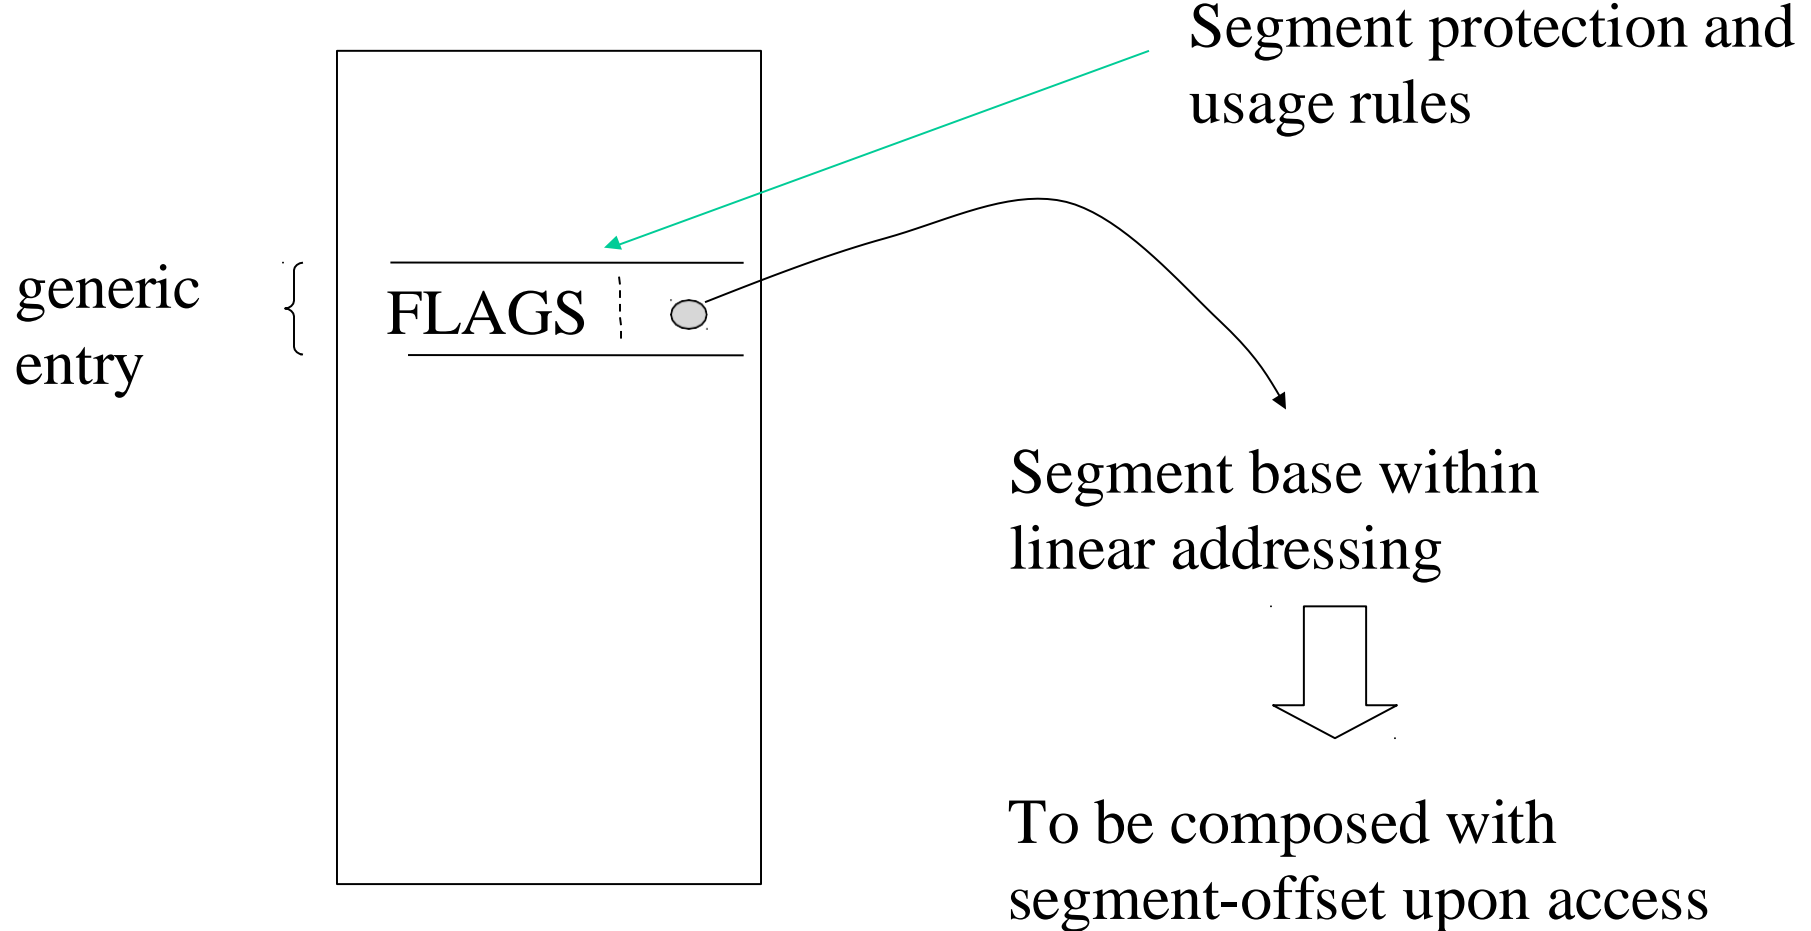 Segment protection and
usage rules
generic
entry
FLAGS
Segment base within
linear addressing
To be composed with
segment-offset upon access